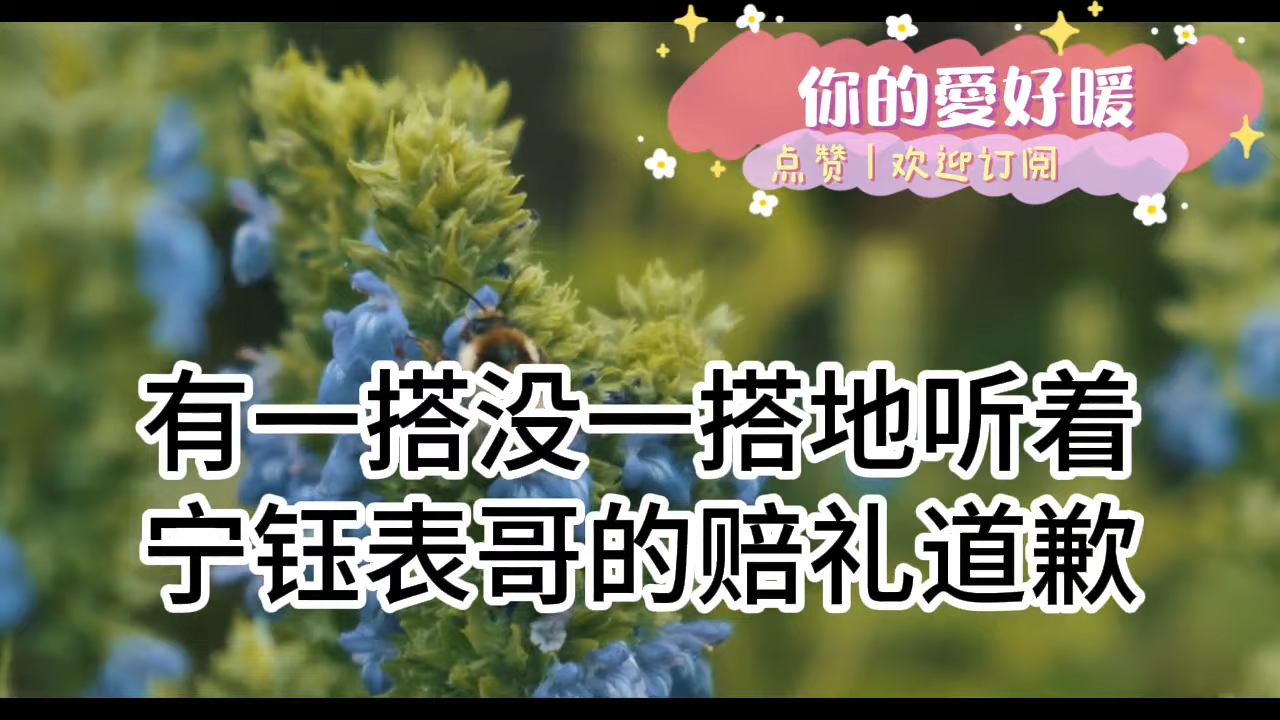 你的愛好暖
点赞 | 欢迎订阅
有一搭没一搭地听着
宁钰表哥的赔礼道歉